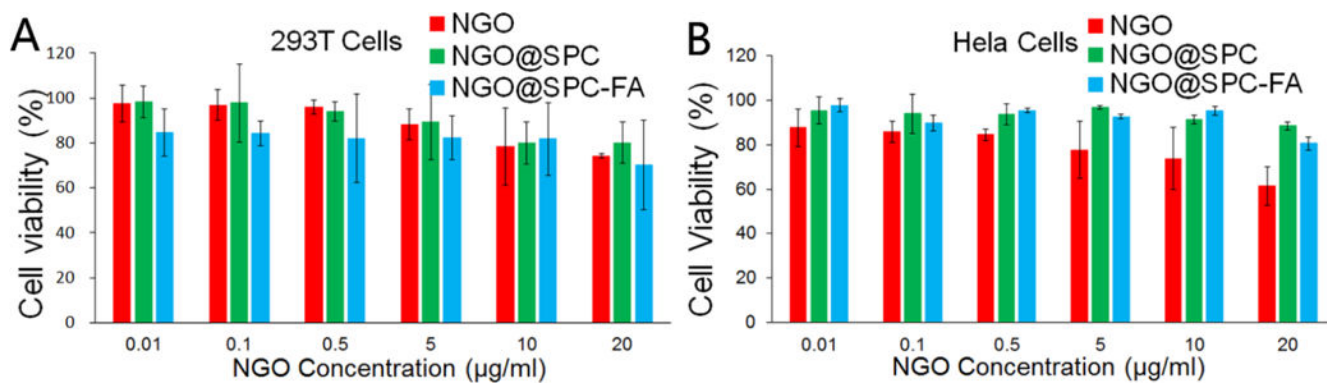 A
293T Cells
NGO
NGO@SPC
NGO@SPC-FA
Cell viability (%)
120
100
80
60
40
20
0
0.01 0.1 0.5 5 10 20
NGO Concentration (µg/ml)
B
Hela Cells
NGO
NGO@SPC
NGO@SPC-FA
Cell Viability (%)
120
100
80
60
40
20
0
0.01 0.1 0.5 5 10 20
NGO Concentration (µg/ml)